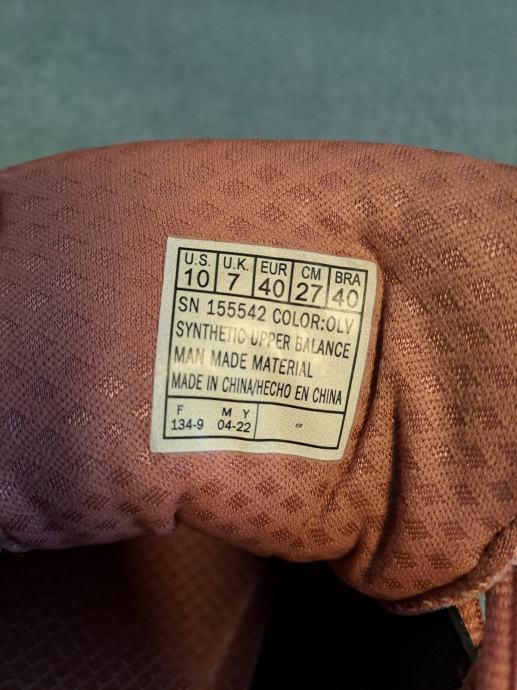 U.S. U.K. EUR CM BRA
10 7 40 27 40
SN 155542 COLOR:OLV
SYNTHETIC UPPER BALANCE
MAN MADE MATERIAL
MADE IN CHINA/HECHO EN CHINA
F M Y
134-9 04-22